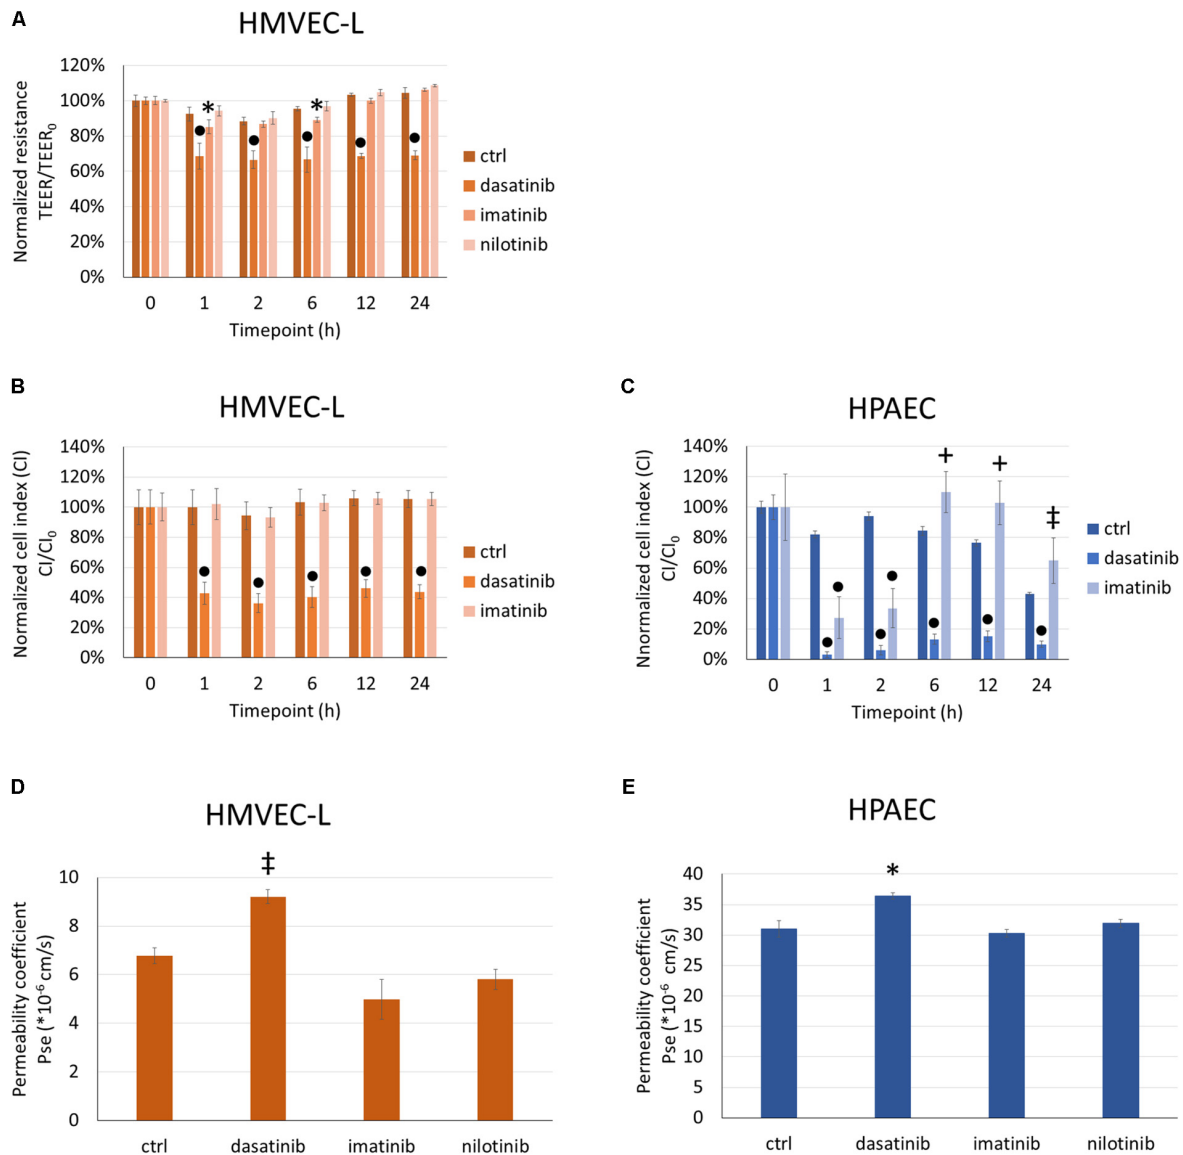 A
HMVEC-L
Normalized resistance
TEER/TEER0
120%
100%
80%
60%
40%
20%
0%
* *
0 1 2 6 12 24
Timepoint (h)
ctrl
dasatinib
imatinib
nilotinib
B
HMVEC-L
Normalized cell index (CI)
CI/CI0
140%
120%
100%
80%
60%
40%
20%
0%
0 1 2 6 12 24
Timepoint (h)
ctrl
dasatinib
imatinib
C
HPAEC
Nnormalized cell index (CI)
CI/CI0
140%
120%
100%
80%
60%
40%
20%
0%
+ +
‡
0 1 2 6 12 24
Timepoint (h)
ctrl
dasatinib
imatinib
D
HMVEC-L
Permeability coefficient
Pse (*10-6 cm/s)
10
8
6
4
2
0
‡
ctrl dasatinib imatinib nilotinib
E
HPAEC
Permeability coefficient
Pse (*10-6 cm/s)
40
35
30
25
20
15
10
5
0
*
ctrl dasatinib imatinib nilotinib